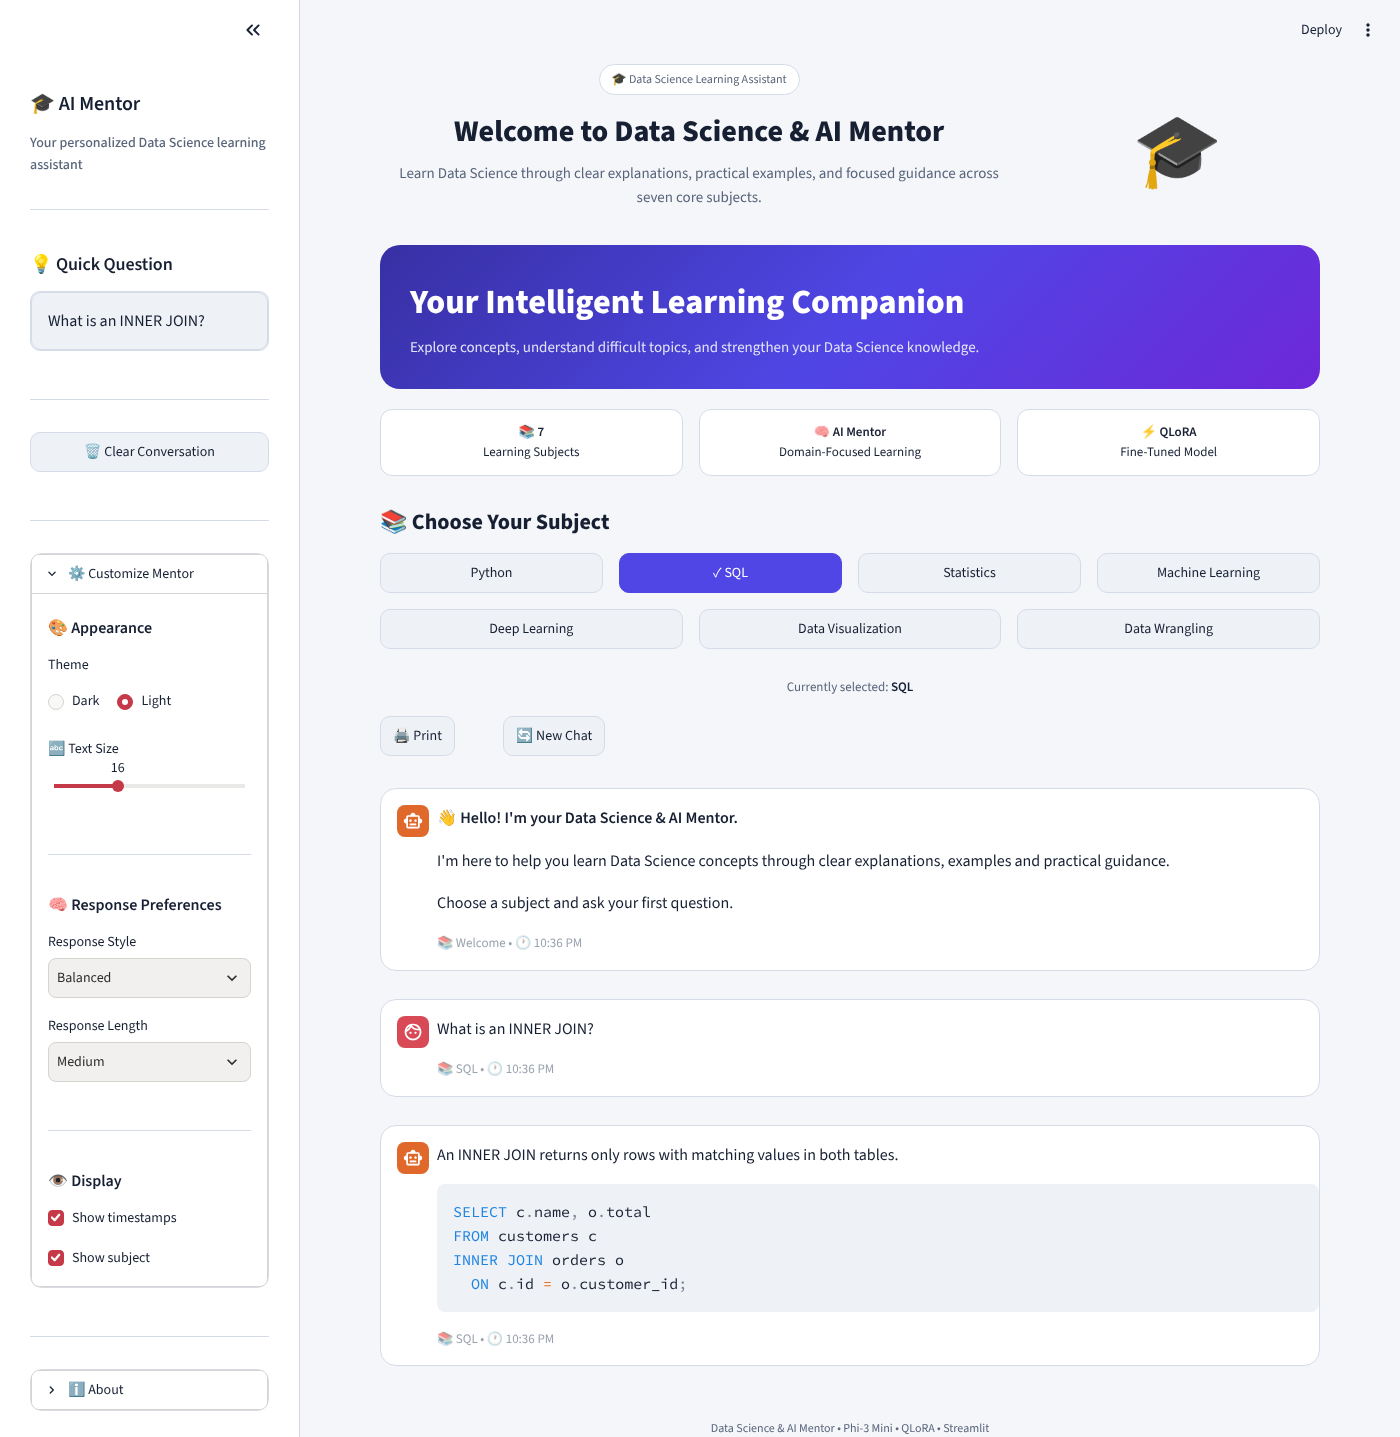 🎓 AI Mentor
Your personalized Data Science learning
assistant
💡 Quick Question
What is an INNER JOIN?
🗑️ Clear Conversation
⚙️ Customize Mentor
🎨 Appearance
Theme
Dark
Light
🔤 Text Size
16
🧠 Response Preferences
Response Style
Balanced
Response Length
Medium
👁️ Display
Show timestamps
Show subject
ℹ️ About
Deploy
🎓 Data Science Learning Assistant
Welcome to Data Science & AI Mentor
Learn Data Science through clear explanations, practical examples, and focused guidance across
seven core subjects.
Your Intelligent Learning Companion
Explore concepts, understand difficult topics, and strengthen your Data Science knowledge.
📚 7
Learning Subjects
🧠 AI Mentor
Domain-Focused Learning
⚡ QLoRA
Fine-Tuned Model
📚 Choose Your Subject
Python
✓ SQL
Statistics
Machine Learning
Deep Learning
Data Visualization
Data Wrangling
Currently selected: SQL
🖨️ Print
🔄 New Chat
👋 Hello! I'm your Data Science & AI Mentor.
I'm here to help you learn Data Science concepts through clear explanations, examples and practical guidance.
Choose a subject and ask your first question.
📚 Welcome • 🕐 10:36 PM
What is an INNER JOIN?
📚 SQL • 🕐 10:36 PM
An INNER JOIN returns only rows with matching values in both tables.
SELECT c.name, o.total
FROM customers c
INNER JOIN orders o
  ON c.id = o.customer_id;
📚 SQL • 🕐 10:36 PM
Data Science & AI Mentor • Phi-3 Mini • QLoRA • Streamlit